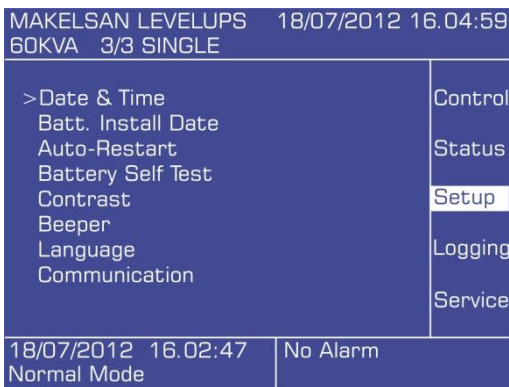 MAKELSAN LEVELUPS 18/07/2012 16.04:59
60KVA 3/3 SINGLE
>Date & Time
Batt. Install Date
Auto-Restart
Battery Self Test
Contrast
Beeper
Language
Communication
Control
Status
Setup
Logging
Service
18/07/2012 16.02:47
Normal Mode
No Alarm